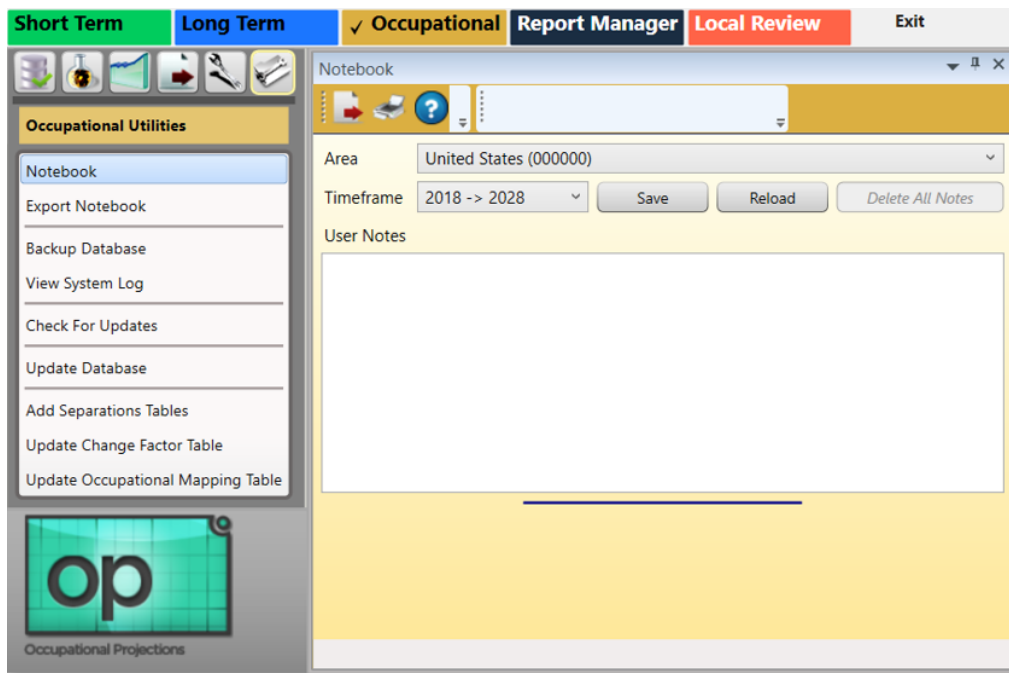 Short Term
Long Term
✓ Occupational
Report Manager
Local Review
Exit
Notebook
?
Occupational Utilities
Notebook
Export Notebook
Backup Database
View System Log
Check For Updates
Update Database
Add Separations Tables
Update Change Factor Table
Update Occupational Mapping Table
Area
United States (000000)
Timeframe
2018 -> 2028
Save
Reload
Delete All Notes
User Notes
op
Occupational Projections